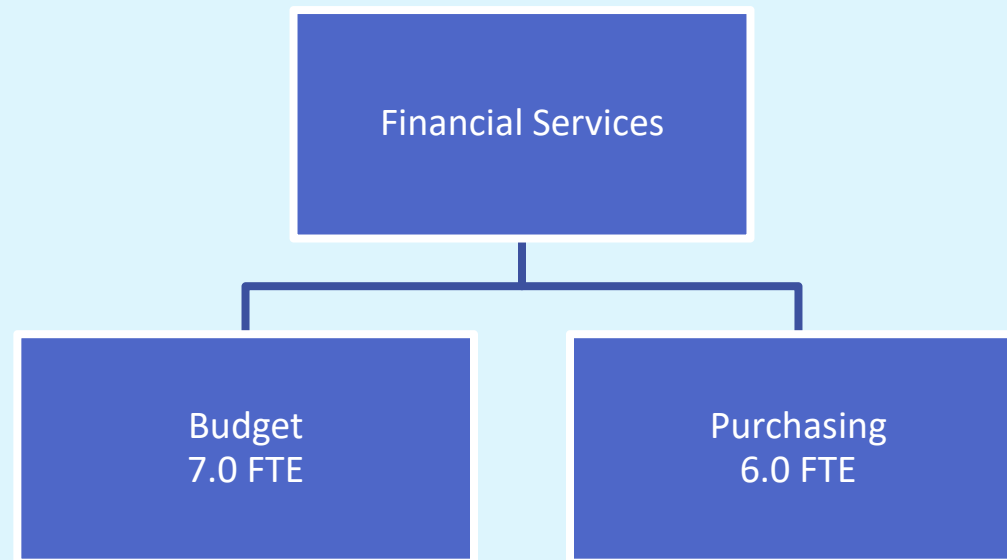 Financial Services
Budget
7.0 FTE
Purchasing
6.0 FTE